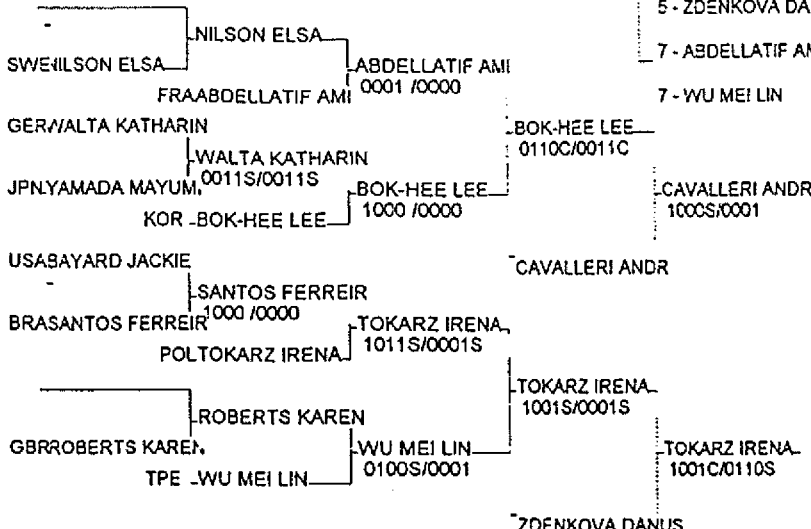 5 - ZDENKOVA DA
NILSON ELSA
SWENILSON ELSA
ABDELLATIF AMI
7 - ABDELLATIF AM
0001 /0000
FRAABDELLATIF AMI
7 - WU MEI LIN
GERWALTA KATHARIN
BOK-HEE LEE
0110C/0011C
WALTA KATHARIN
0011S/0011S
JPNYAMADA MAYUM
BOK-HEE LEE
1000 /0000
CAVALLERI ANDR
1000S/0001
KOR -BOK-HEE LEE
USABAYARD JACKIE
-
CAVALLERI ANDR
SANTOS FERREIR
1000 /0000
BRASANTOS FERREIR
TOKARZ IRENA
1011S/0001S
POLTOKARZ IRENA
TOKARZ IRENA
1001S/0001S
ROBERTS KAREN
GBRROBERTS KAREN
WU MEI LIN
0100S/0001
TOKARZ IRENA
1001C/0110S
TPE -WU MEI LIN
ZDENKOVA DANUS